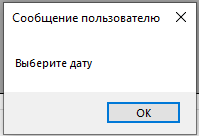 Сообщение пользователю
Выберите дату
OK